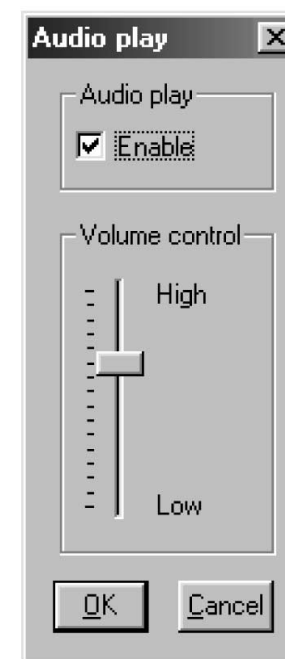 Audio play
Audio play
Enable
Volume control
High
Low
OK
Cancel